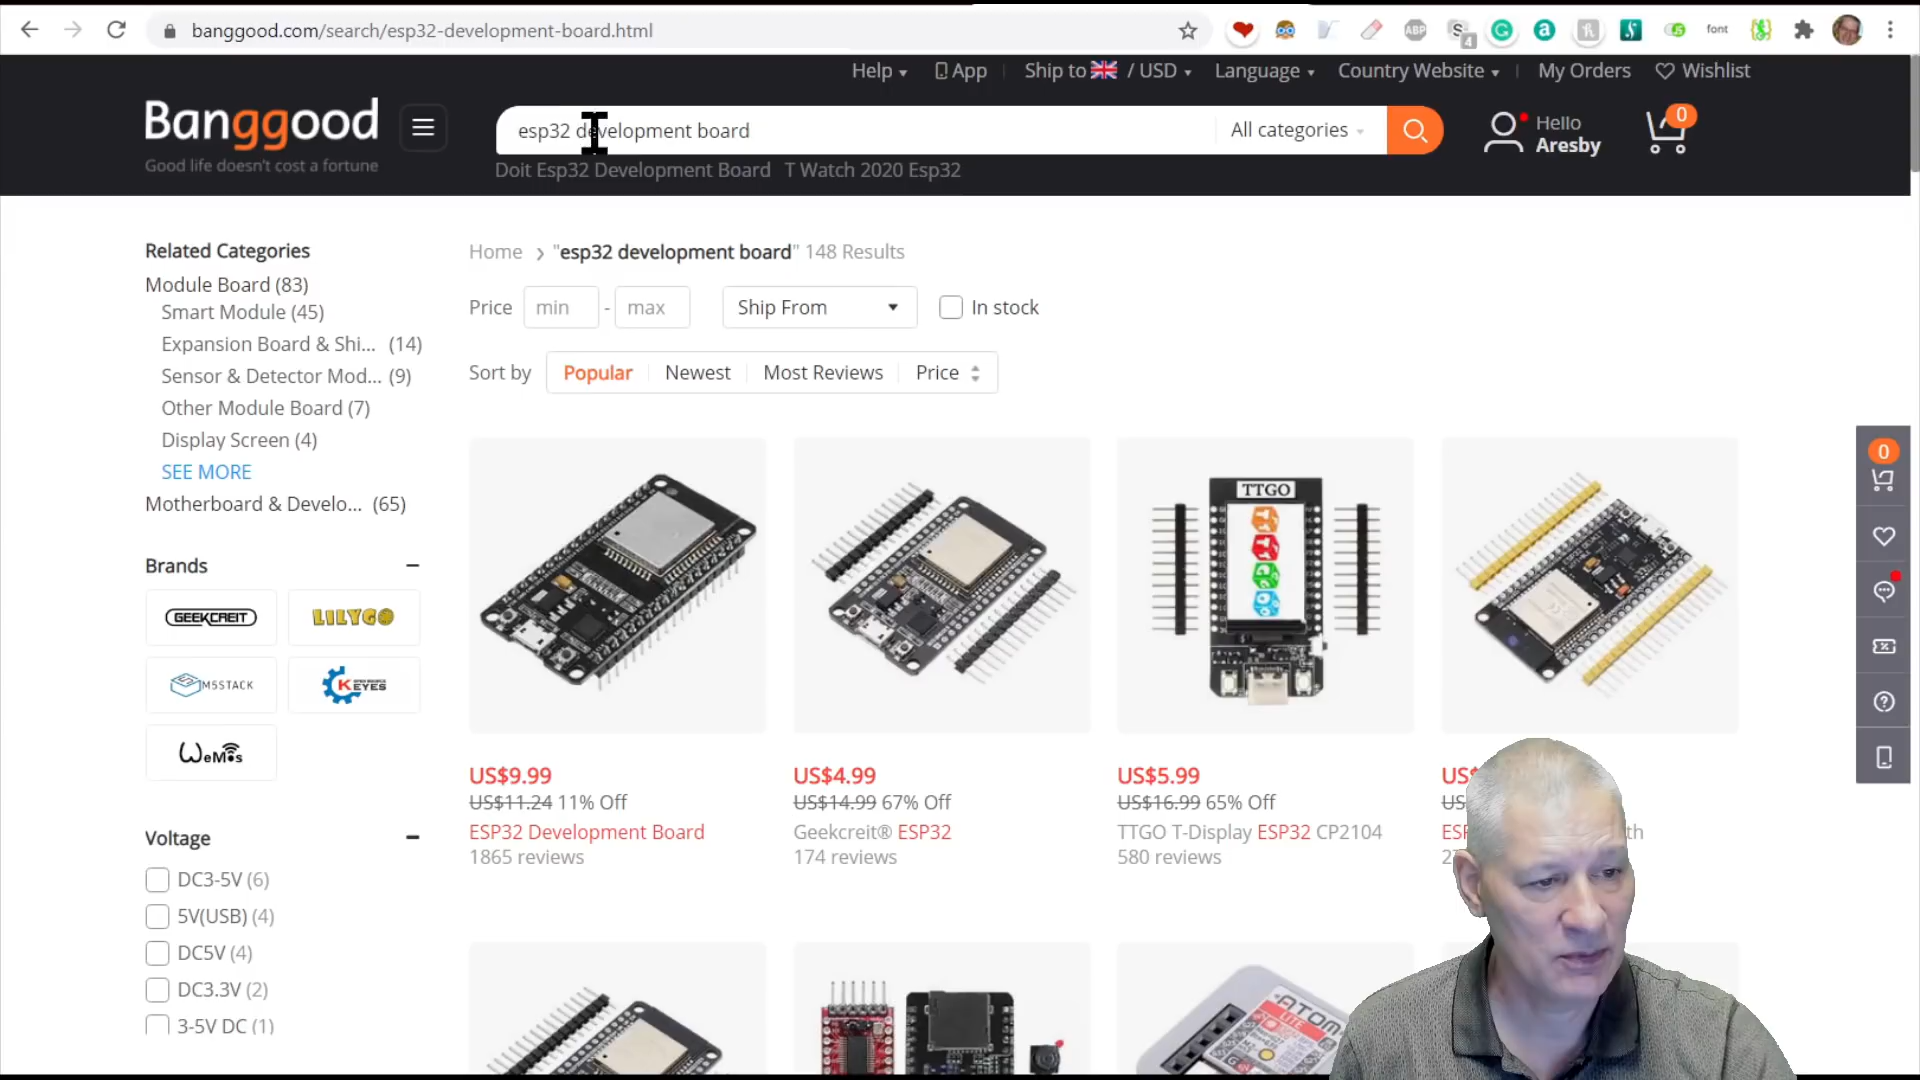 banggood.com/search/esp32-development-board.html
ABP
4
font
Help
App
Ship to / USD
Language
Country Website
My Orders
Wishlist
Banggood
Good life doesn't cost a fortune
esp32 development board
All categories
Hello
Aresby
0
Doit Esp32 Development Board T Watch 2020 Esp32
Related Categories
Module Board (83)
Smart Module (45)
Expansion Board & Shi... (14)
Sensor & Detector Mod... (9)
Other Module Board (7)
Display Screen (4)
SEE MORE
Motherboard & Develo... (65)
Brands
GEEKCREIT
LILYGO
M5STACK
KEYES
WeMos
Voltage
DC3-5V (6)
5V(USB) (4)
DC5V (4)
DC3.3V (2)
3-5V DC (1)
Home > "esp32 development board" 148 Results
Price min - max
Ship From
In stock
Sort by Popular Newest Most Reviews Price
TTGO
US$9.99
US$11.24 11% Off
ESP32 Development Board
1865 reviews
US$4.99
US$14.99 67% Off
Geekcreit® ESP32
174 reviews
US$5.99
US$16.99 65% Off
TTGO T-Display ESP32 CP2104
580 reviews
0
ATOM
LITE